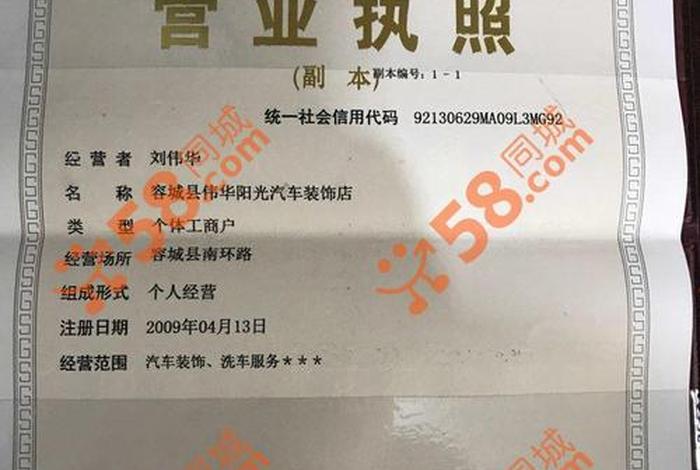 营业执照
(副 本)
副本编号：1-1
统一社会信用代码 92130629MA09L3MG92
经营者 刘伟华
名称 容城县伟华阳光汽车装饰店
类型 个体工商户
经营场所 容城县南环路
组成形式 个人经营
注册日期 2009年04月13日
经营范围 汽车装饰、洗车服务***
58同城
.com
58同城
.com
同城
同城